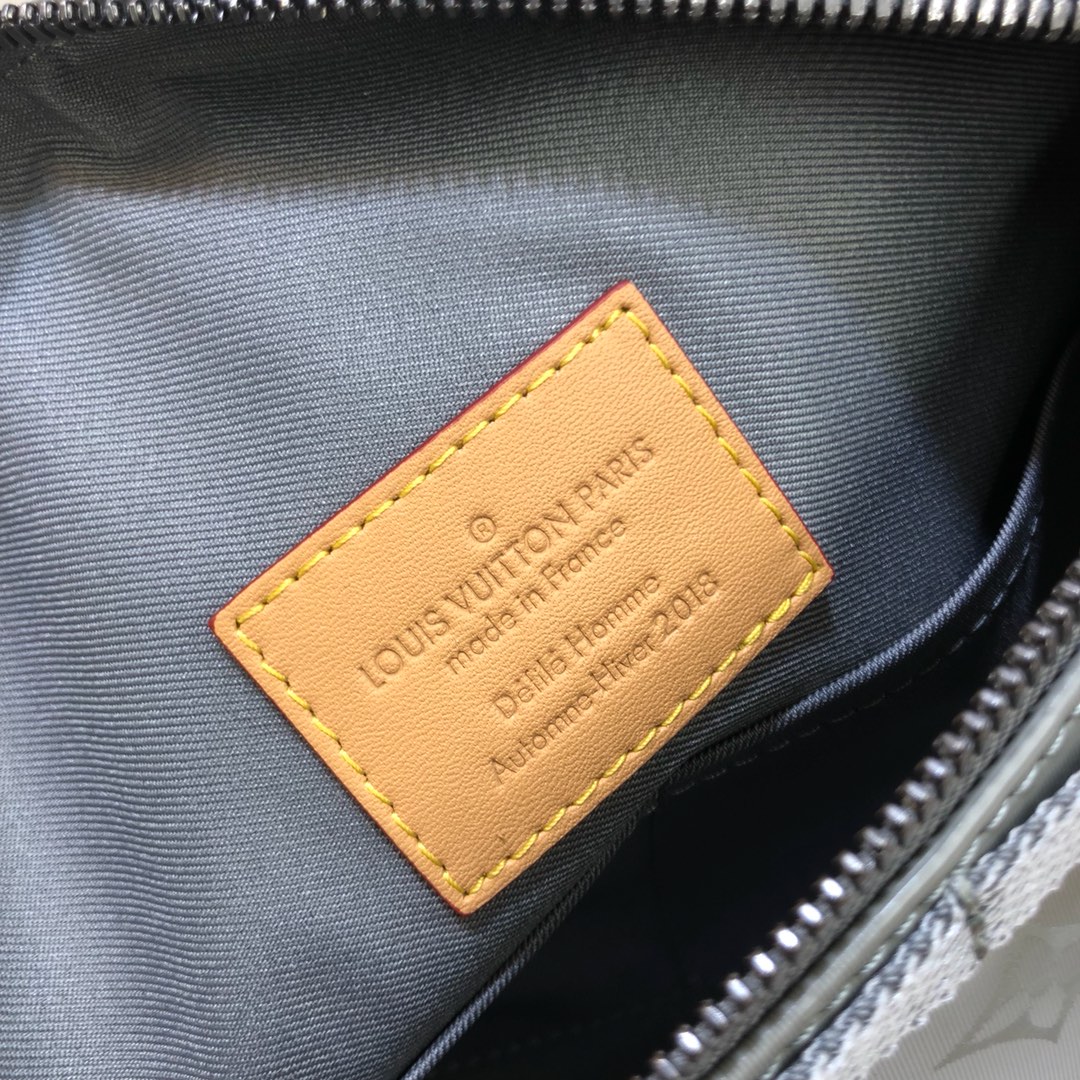 ®
LOUIS VUITTON PARIS
made in France
Défilé Homme
Automne-Hiver 2018